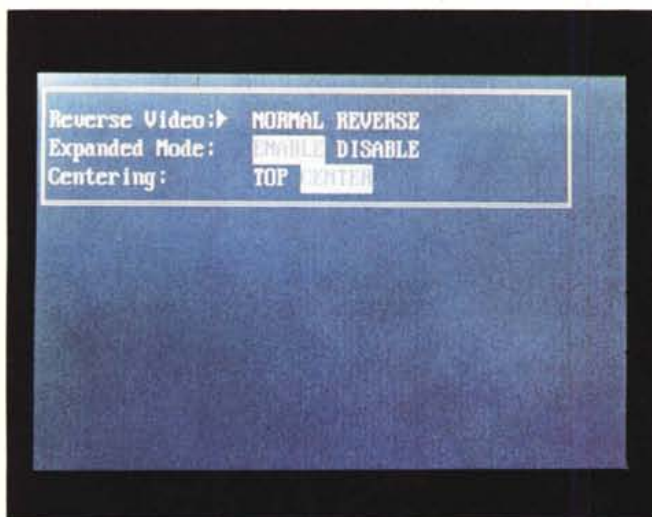 Reverse Video:▶ NORMAL REVERSE
Expanded Mode: ENABLE DISABLE
Centering: TOP CENTER